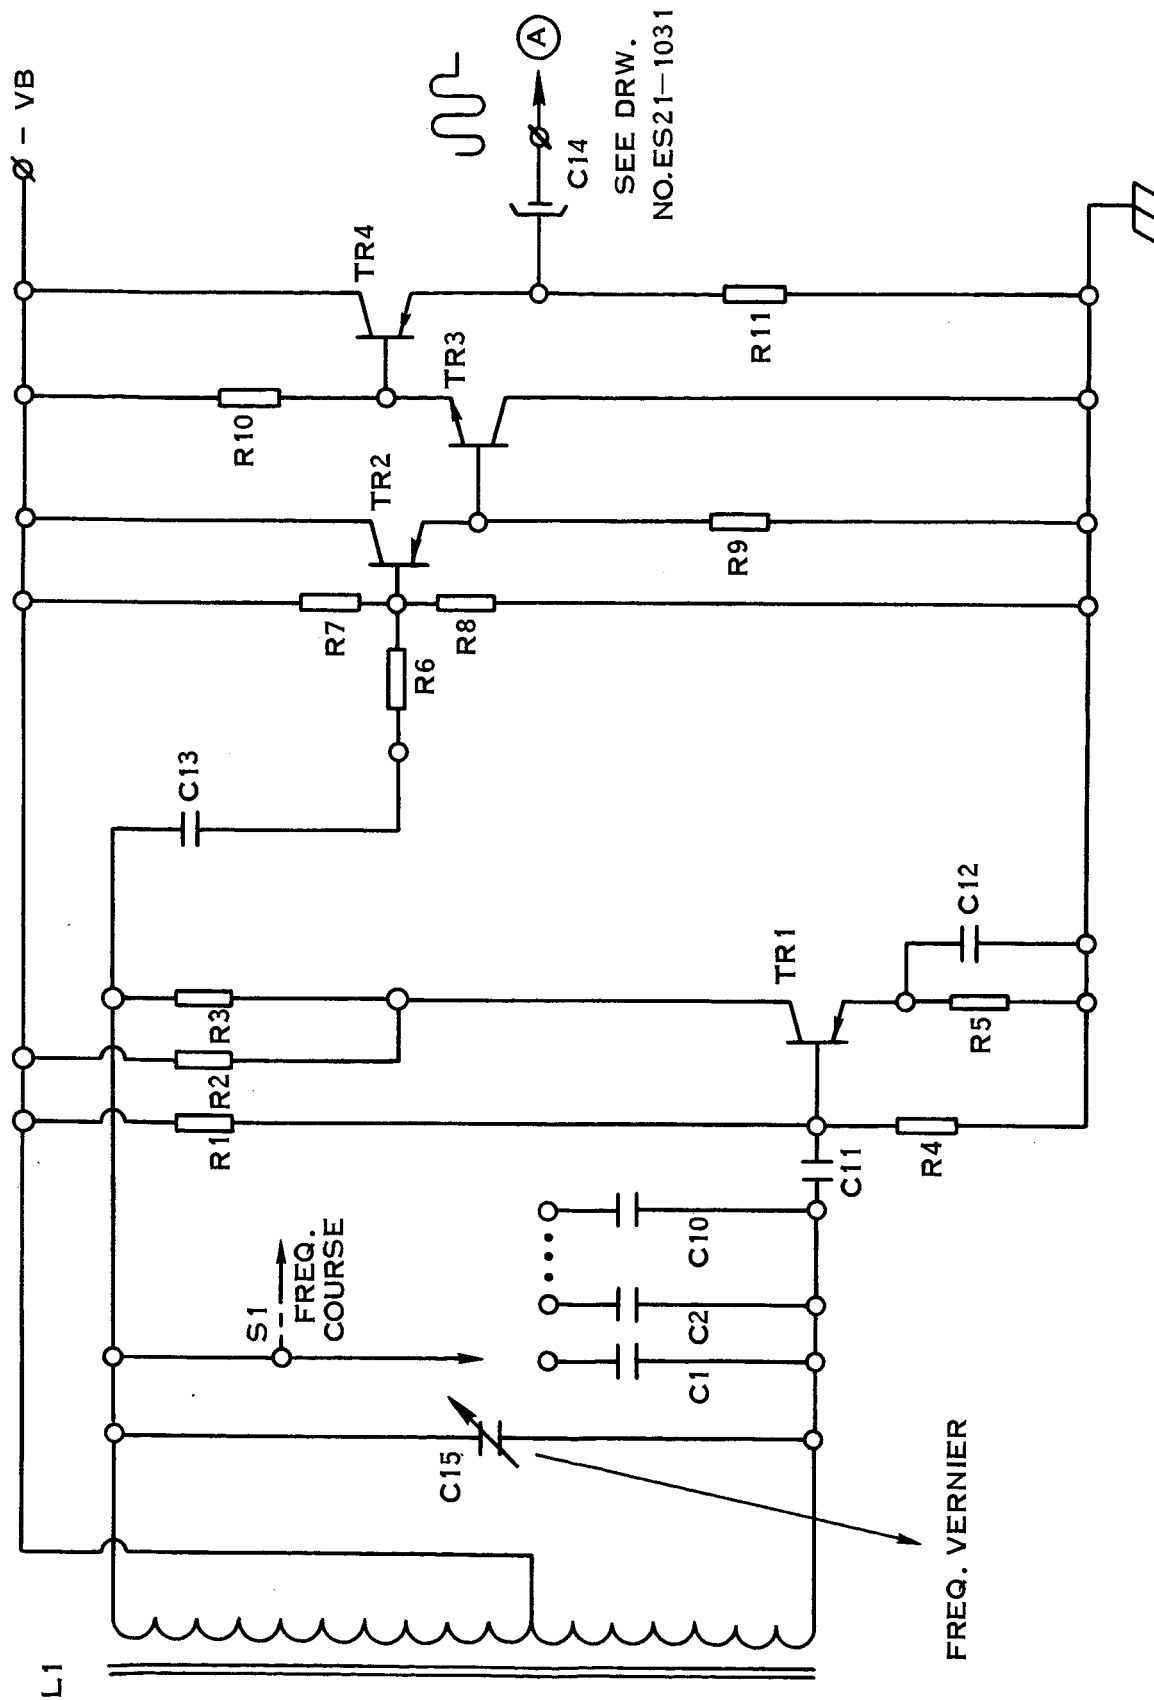 L1
C15
FREQ. VERNIER
S1
FREQ.
COURSE
C1
C2
C10
C11
R1
R2
R3
R4
TR1
R5
C12
C13
R6
R7
R8
TR2
R9
R10
TR3
TR4
R11
C14
A
SEE DRW.
NO.ES21-1031
- VB